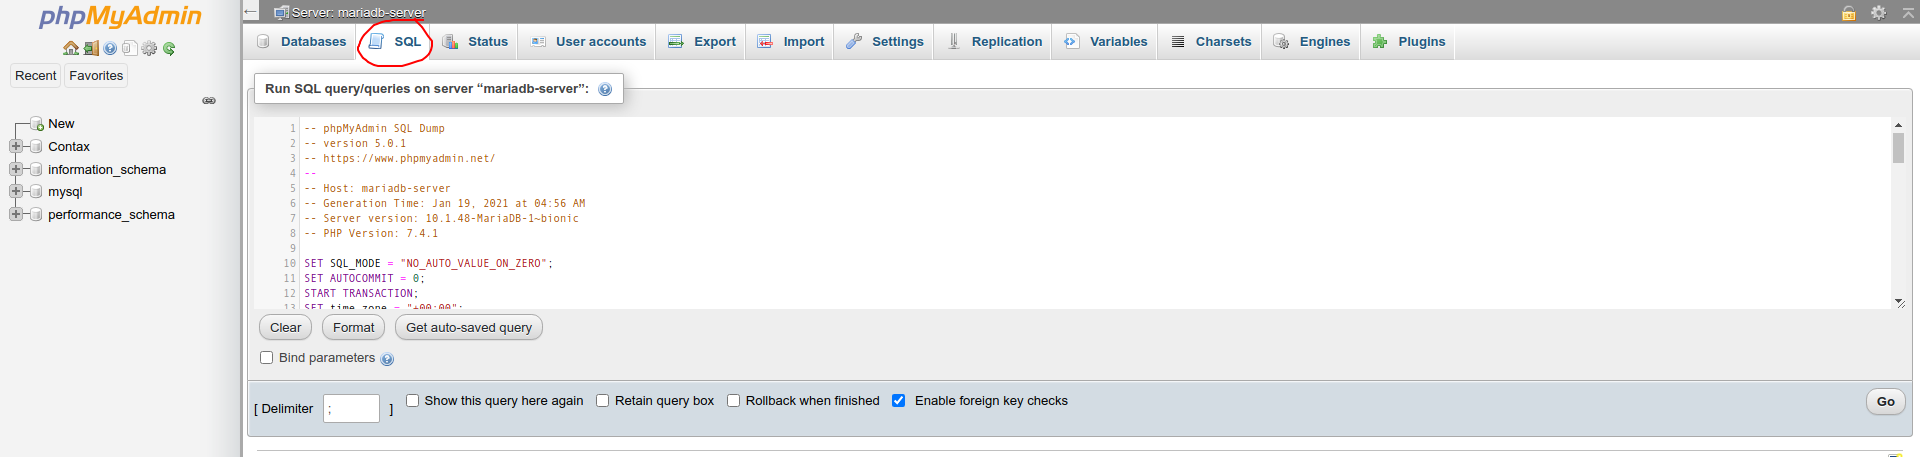 phpMyAdmin
Recent Favorites
New
Contax
information_schema
mysql
performance_schema
Server: mariadb-server
Databases SQL Status User accounts Export Import Settings Replication Variables Charsets Engines Plugins
Run SQL query/queries on server “mariadb-server”:
1 -- phpMyAdmin SQL Dump
2 -- version 5.0.1
3 -- https://www.phpmyadmin.net/
4 --
5 -- Host: mariadb-server
6 -- Generation Time: Jan 19, 2021 at 04:56 AM
7 -- Server version: 10.1.48-MariaDB-1~bionic
8 -- PHP Version: 7.4.1
9
10 SET SQL_MODE = "NO_AUTO_VALUE_ON_ZERO";
11 SET AUTOCOMMIT = 0;
12 START TRANSACTION;
13 SET time_zone = "+00:00";
Clear Format Get auto-saved query
Bind parameters
[ Delimiter ; ] Show this query here again Retain query box Rollback when finished Enable foreign key checks Go